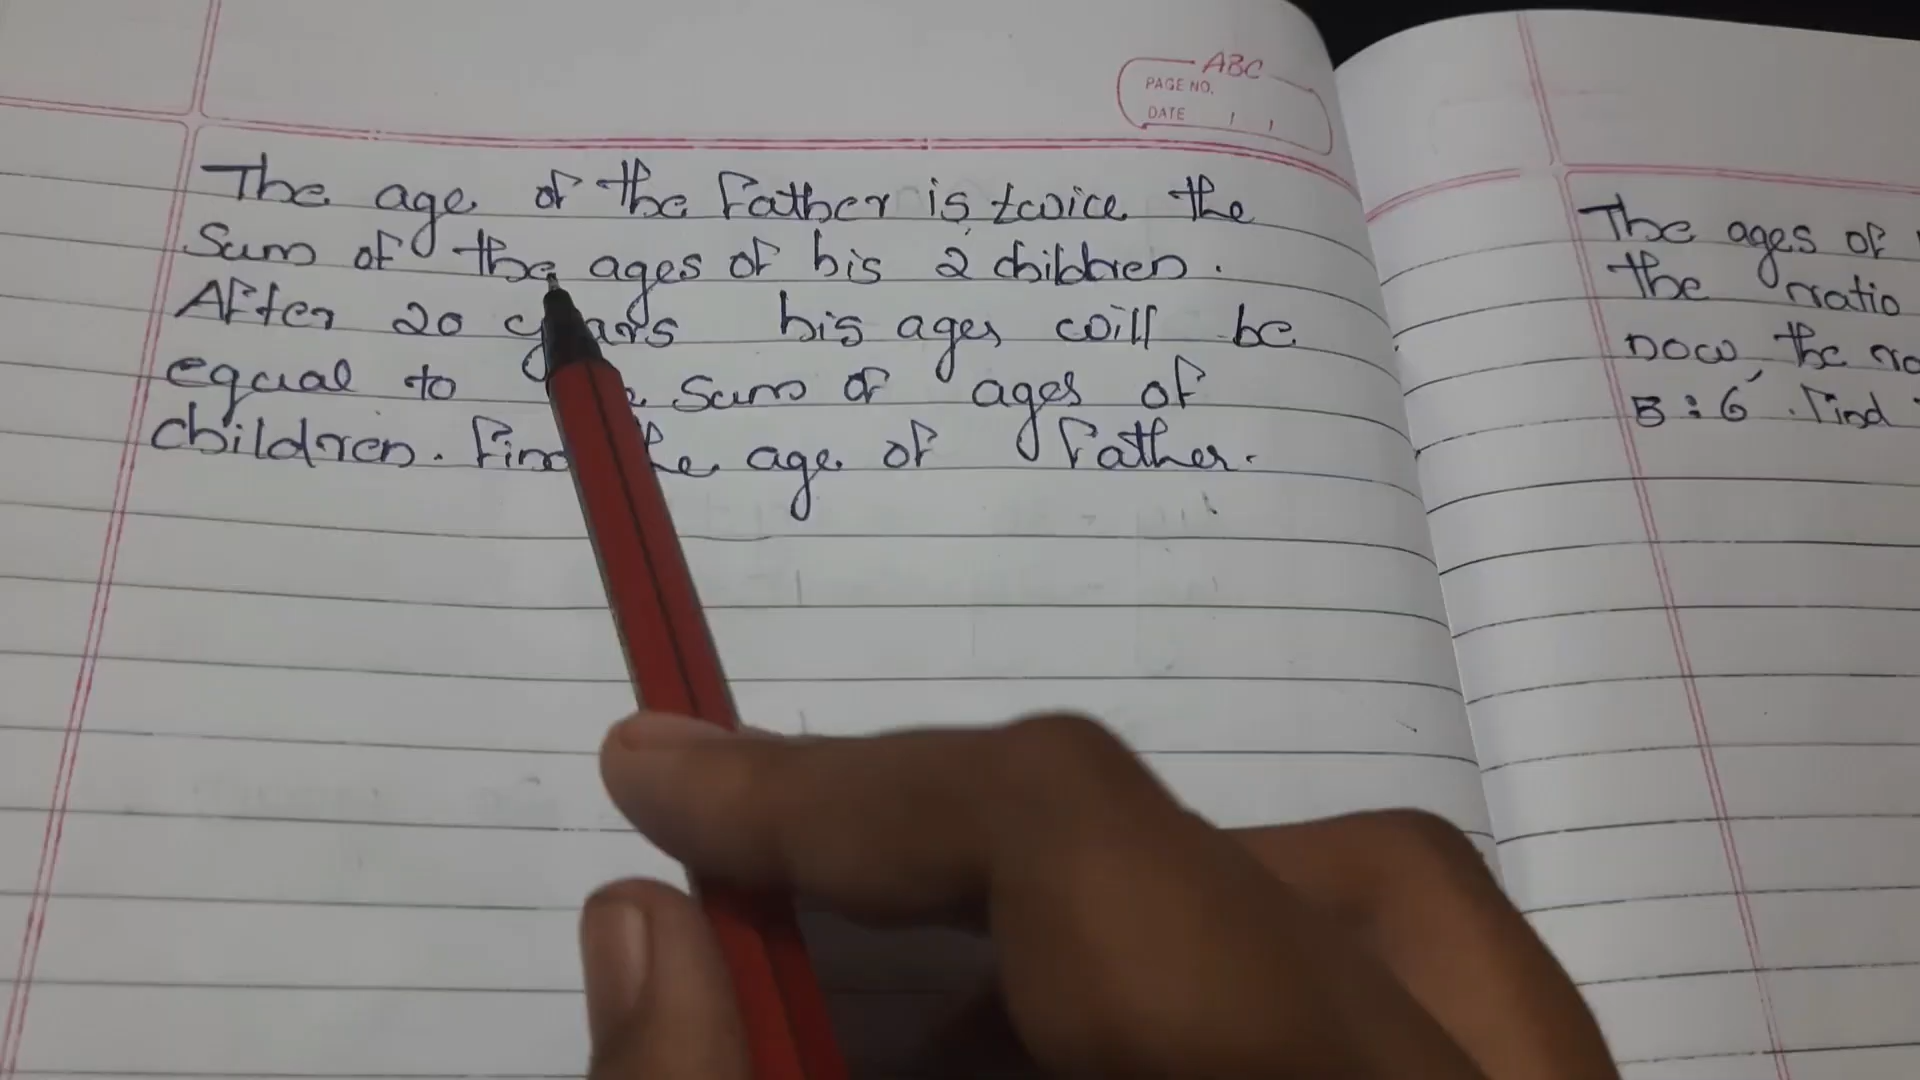 ABC
PAGE NO.
DATE / /
The age of the Father is twice the
Sum of the ages of his 2 children.
After 20 years his ages will be
equal to sum of ages of
children. Find the age of Father.
The ages of
the ratio
now, the
5:6. Find